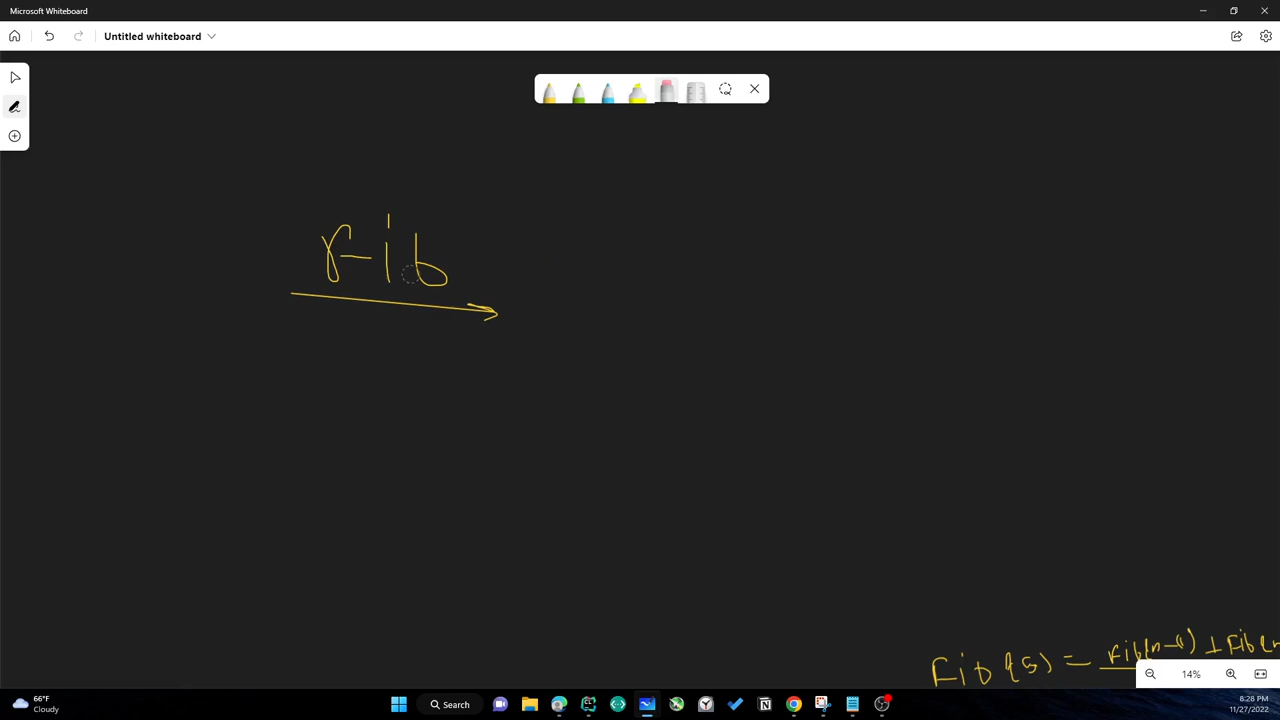 Microsoft Whiteboard
Untitled whiteboard
Fib
Fib(n-1) + Fib(n
Fib(5) =
14%
66°F
Cloudy
Search
8:28 PM
11/27/2022